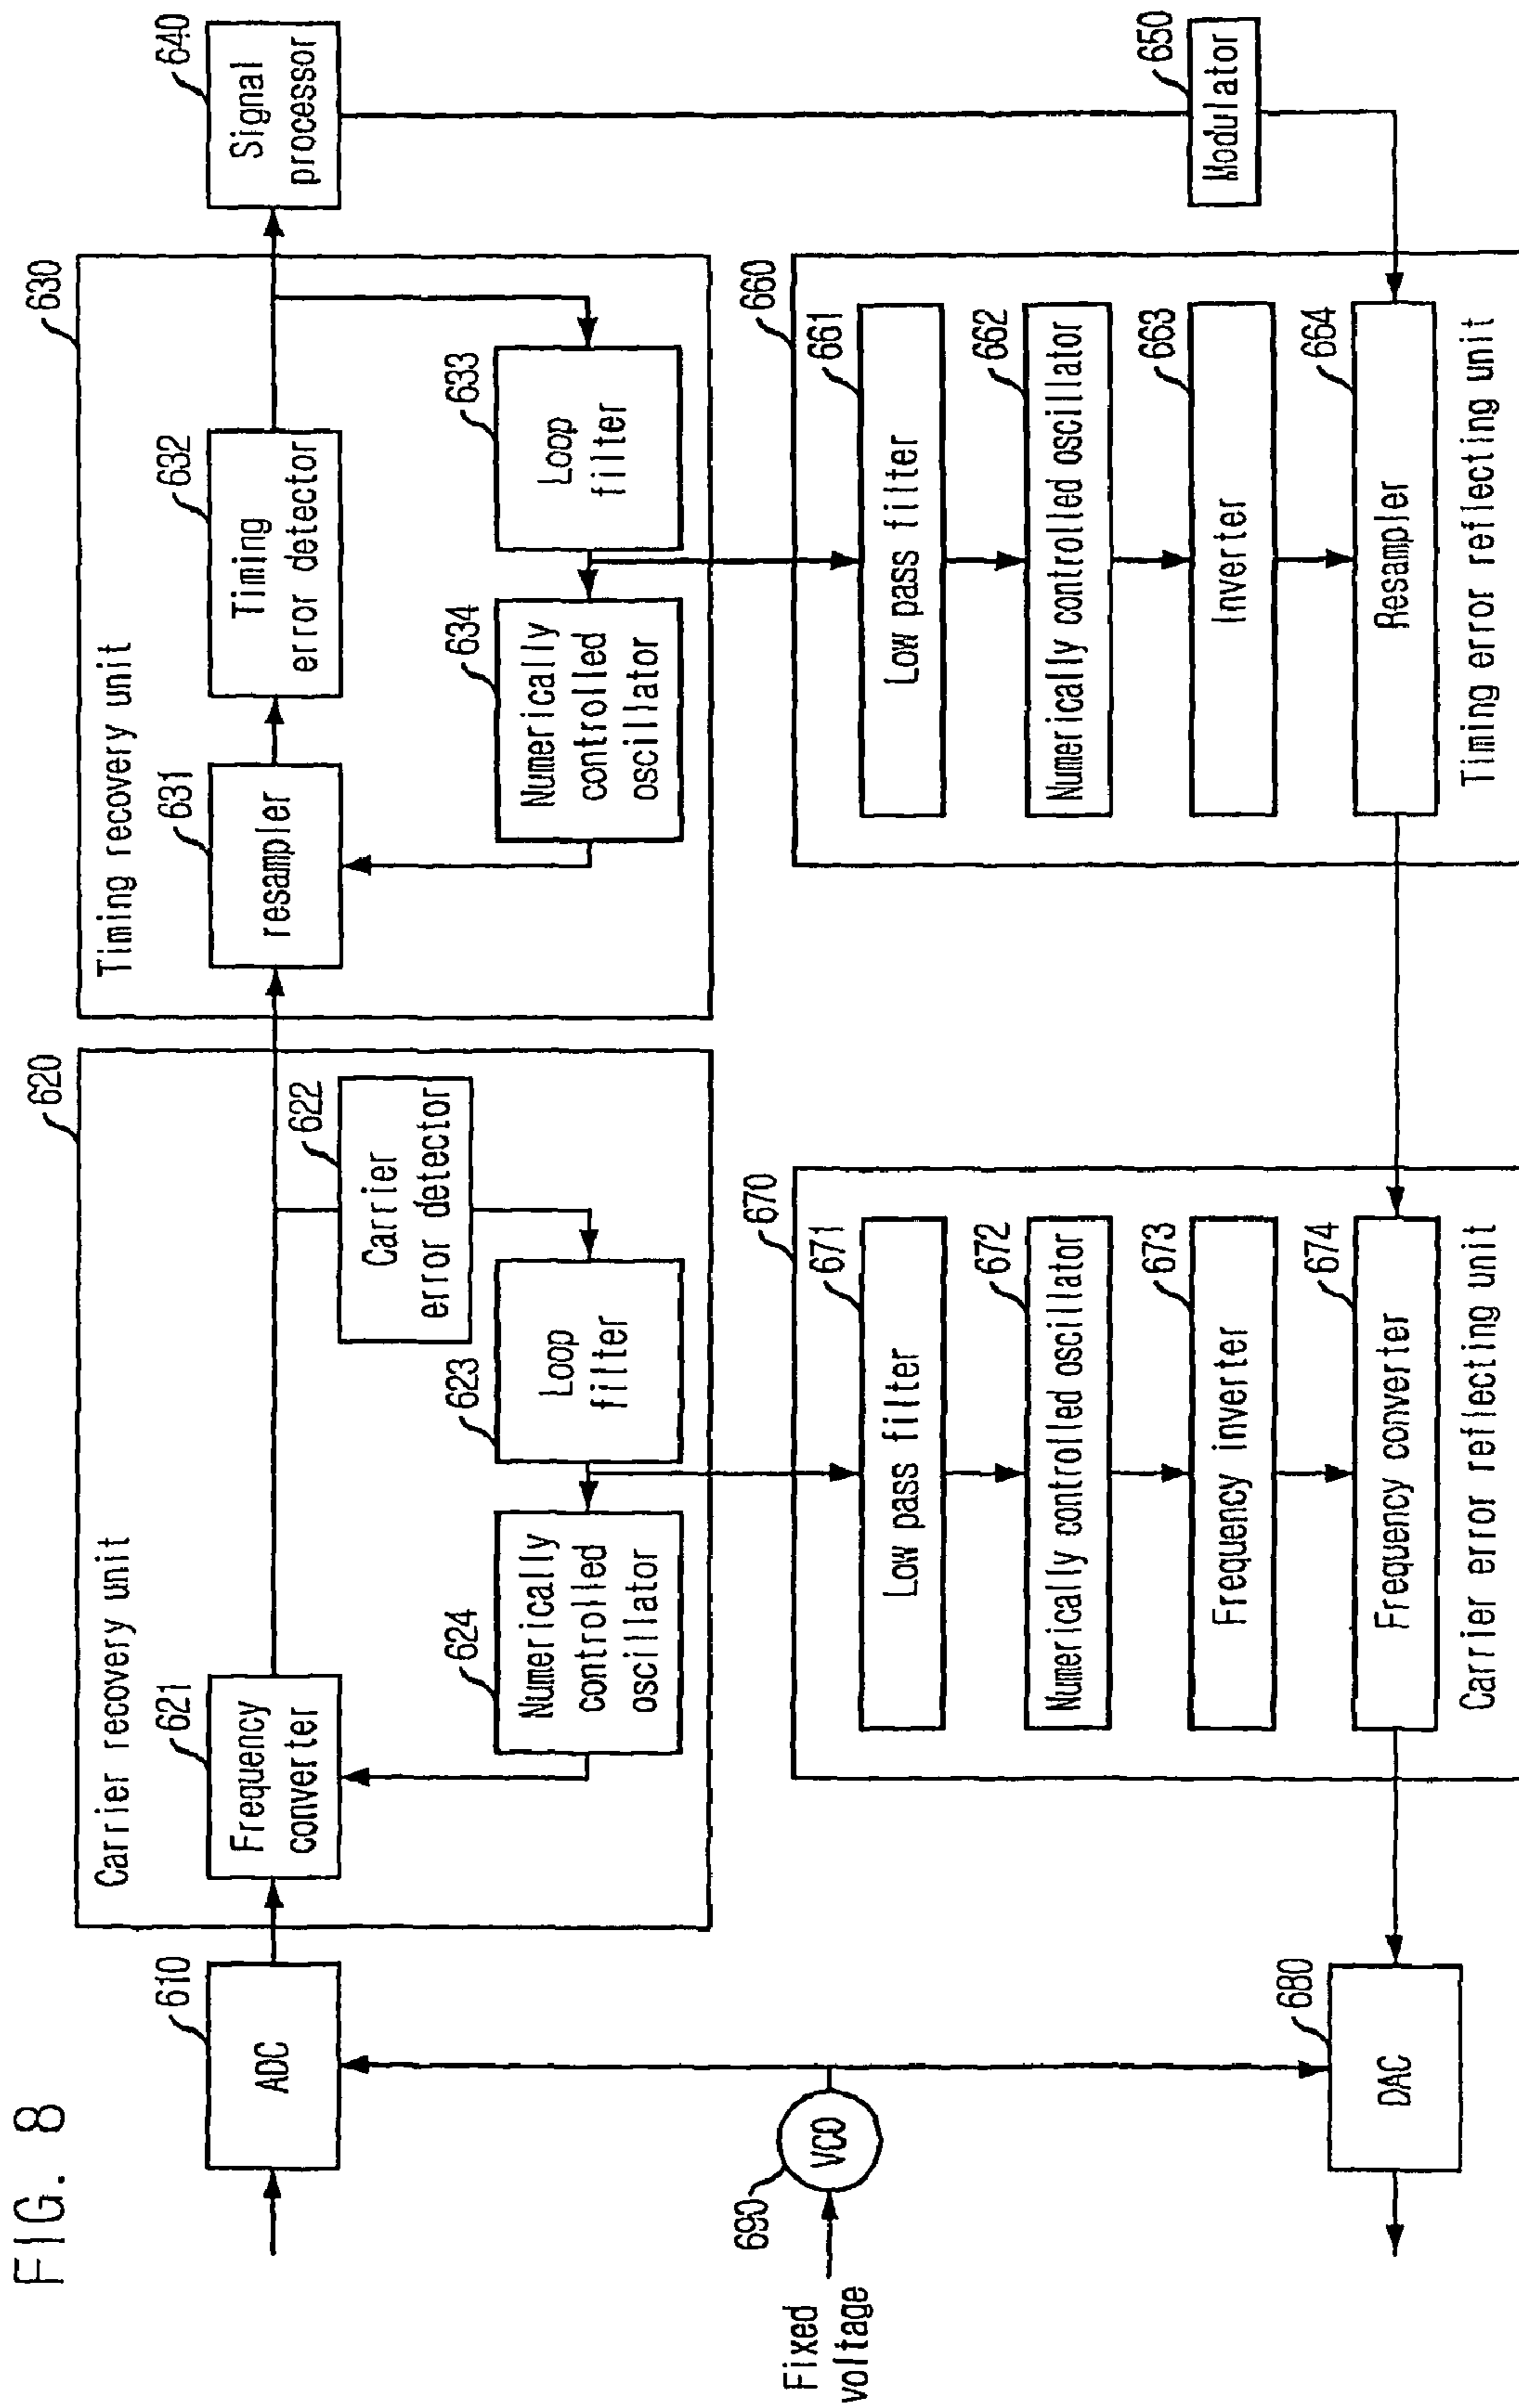 FIG. 8
620
Carrier recovery unit
630
Timing recovery unit
610
ADC
621
Frequency
converter
622
Carrier
error detector
623
Loop
filter
624
Numerically
controlled
oscillator
631
resampler
632
Timing
error detector
633
Loop
filter
634
Numerically
controlled
oscillator
640
Signal
processor
Fixed
voltage
690
VCO
670
671
Low pass filter
672
Numerically controlled oscillator
673
Frequency inverter
674
Frequency converter
Carrier error reflecting unit
660
661
Low pass filter
662
Numerically controlled oscillator
663
Inverter
664
Resampler
Timing error reflecting unit
650
Modulator
680
DAC